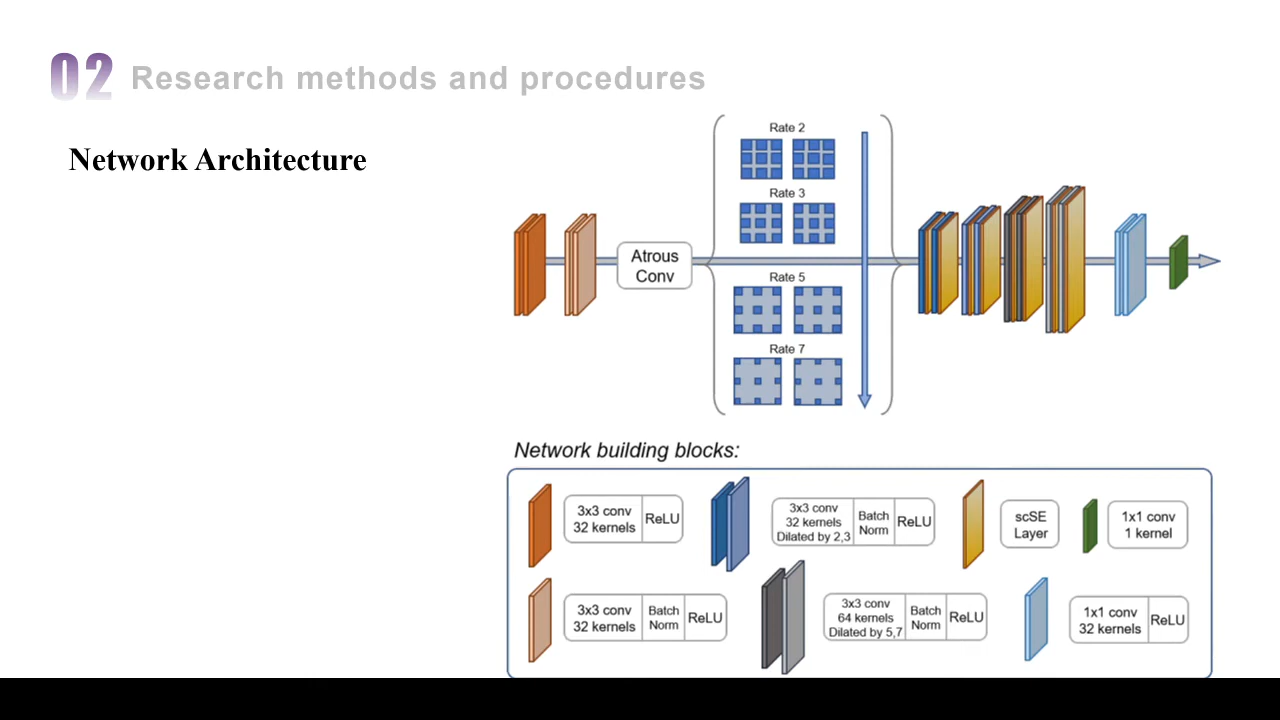 02 Research methods and procedures
Network Architecture
Rate 2
Rate 3
Atrous
Conv
Rate 5
Rate 7
Network building blocks:
3x3 conv
32 kernels
ReLU
3x3 conv
32 kernels
Dilated by 2,3
Batch
Norm
ReLU
scSE
Layer
1x1 conv
1 kernel
3x3 conv
32 kernels
Batch
Norm
ReLU
3x3 conv
64 kernels
Dilated by 5,7
Batch
Norm
ReLU
1x1 conv
32 kernels
ReLU